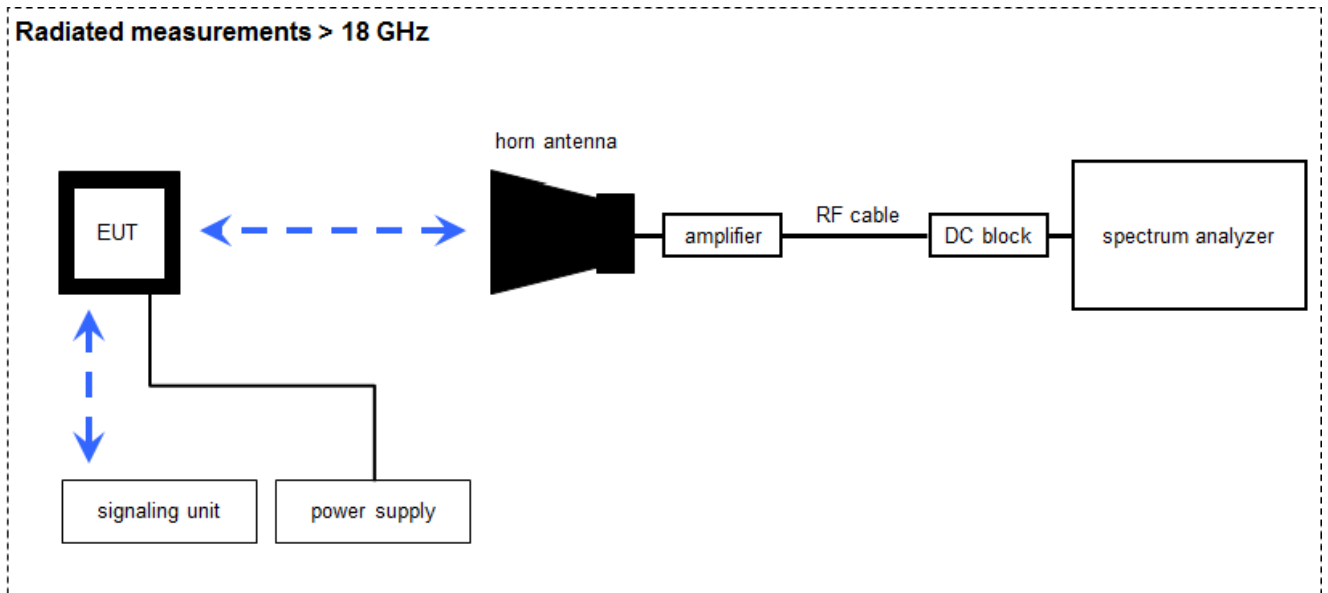 Radiated measurements > 18 GHz
horn antenna
EUT
amplifier
RF cable
DC block
spectrum analyzer
signaling unit
power supply